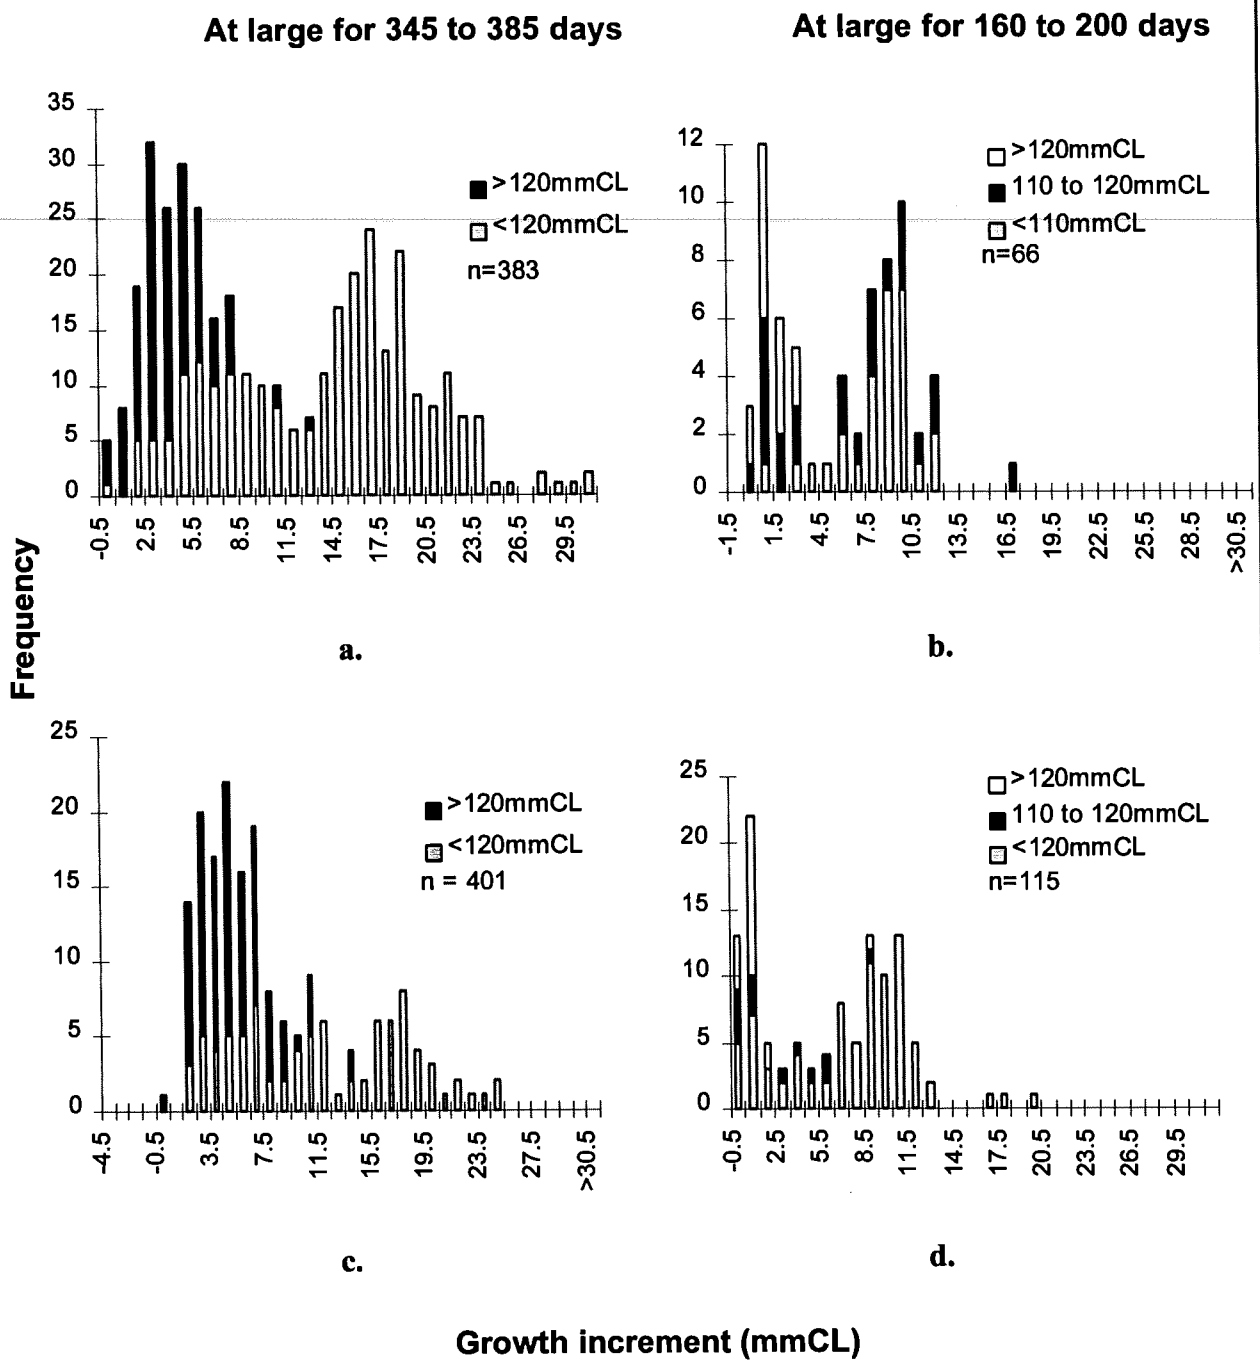 At large for 345 to 385 days
At large for 160 to 200 days
35
30
25
20
15
10
5
0
>120mmCL
<120mmCL
n=383
-0.5 2.5 5.5 8.5 11.5 14.5 17.5 20.5 23.5 26.5 29.5
a.
12
10
8
6
4
2
0
>120mmCL
110 to 120mmCL
<110mmCL
n=66
-1.5 1.5 4.5 7.5 10.5 13.5 16.5 19.5 22.5 25.5 28.5 >30.5
b.
Frequency
25
20
15
10
5
0
>120mmCL
<120mmCL
n = 401
-4.5 -0.5 3.5 7.5 11.5 15.5 19.5 23.5 27.5 >30.5
c.
25
20
15
10
5
0
>120mmCL
110 to 120mmCL
<120mmCL
n=115
-0.5 2.5 5.5 8.5 11.5 14.5 17.5 20.5 23.5 26.5 29.5
d.
Growth increment (mmCL)